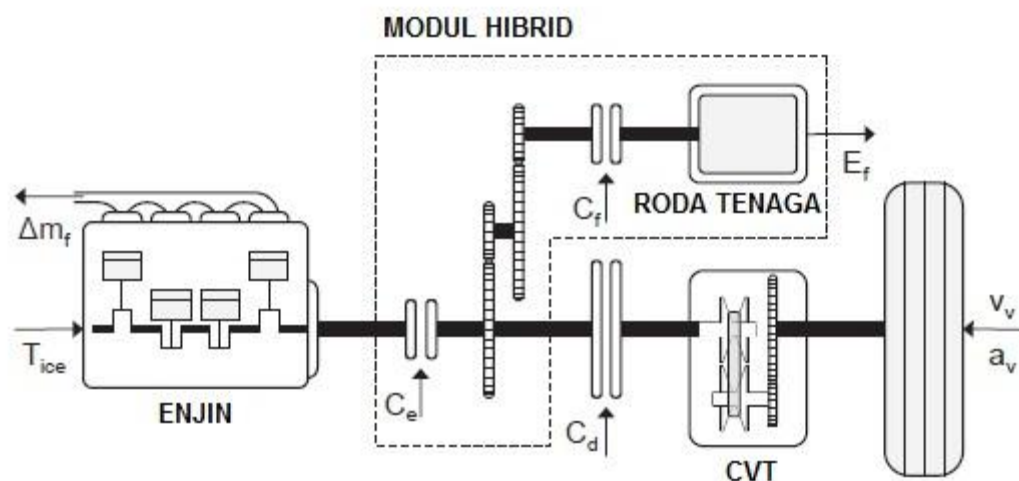 MODUL HIBRID
E_f
C_f
RODA TENAGA
Δm_f
T_ice
ENJIN
C_e
C_d
CVT
v_v
a_v